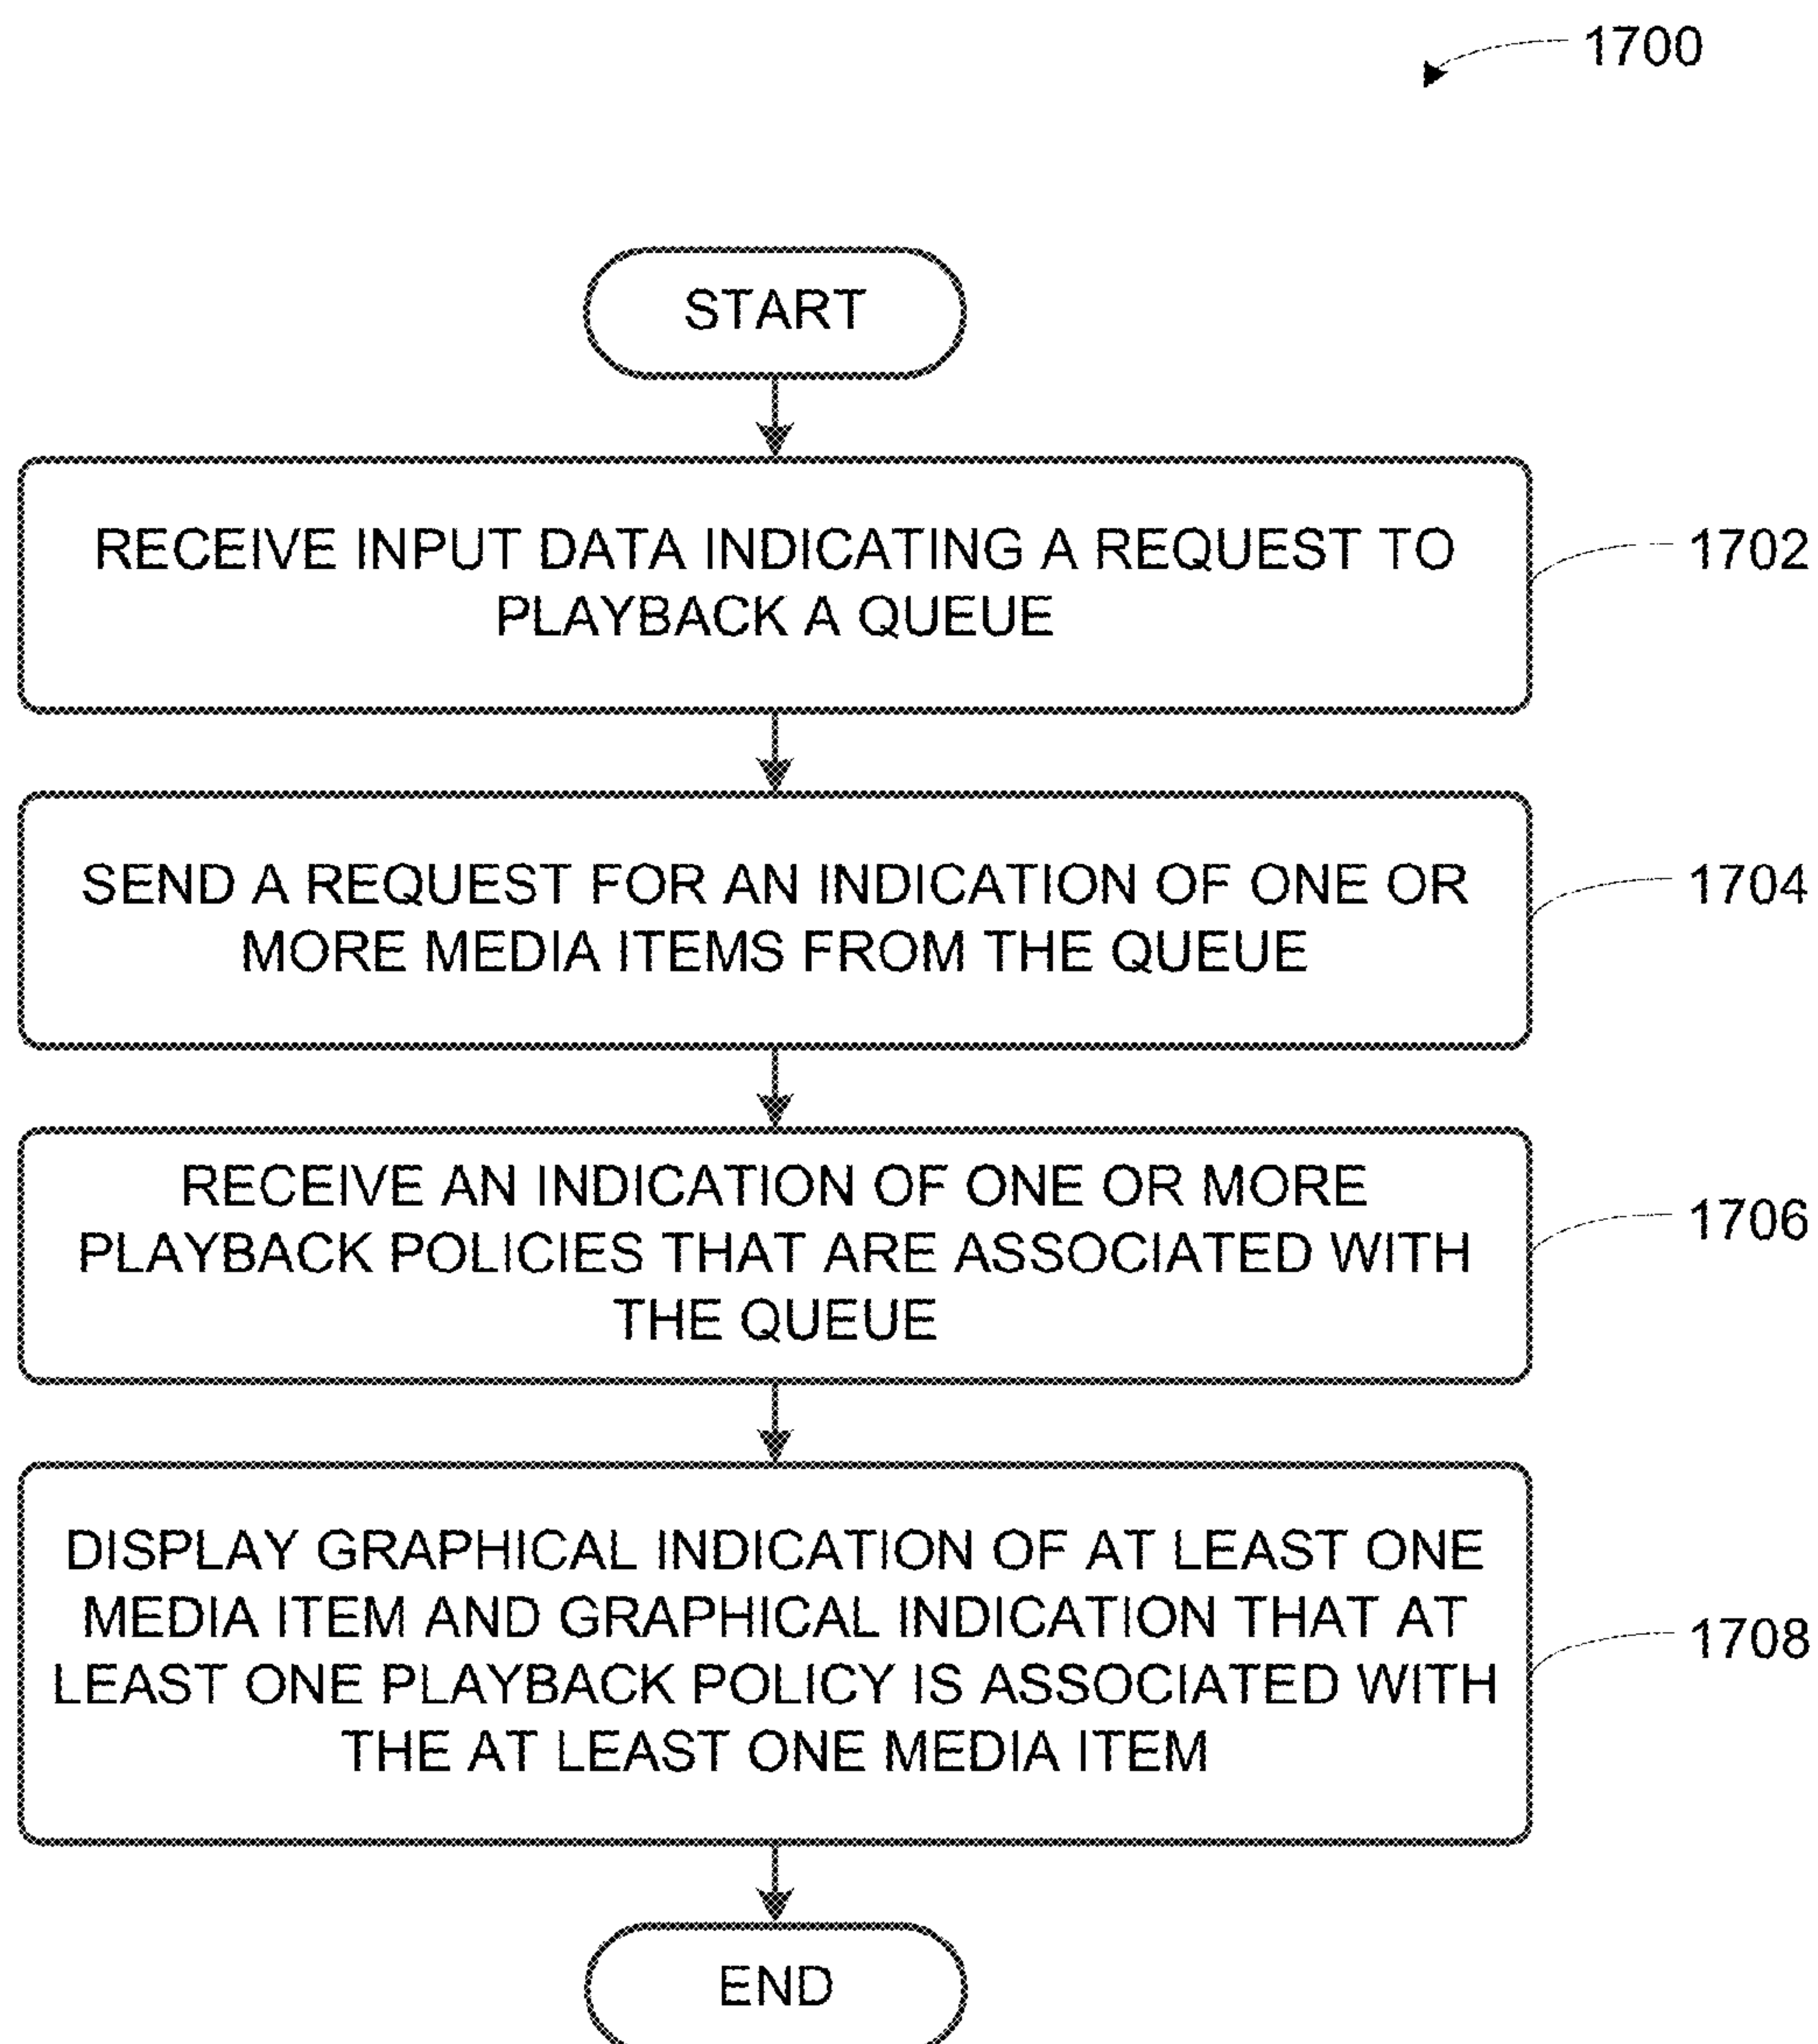 1700
START
RECEIVE INPUT DATA INDICATING A REQUEST TO
PLAYBACK A QUEUE
1702
SEND A REQUEST FOR AN INDICATION OF ONE OR
MORE MEDIA ITEMS FROM THE QUEUE
1704
RECEIVE AN INDICATION OF ONE OR MORE
PLAYBACK POLICIES THAT ARE ASSOCIATED WITH
THE QUEUE
1706
DISPLAY GRAPHICAL INDICATION OF AT LEAST ONE
MEDIA ITEM AND GRAPHICAL INDICATION THAT AT
LEAST ONE PLAYBACK POLICY IS ASSOCIATED WITH
THE AT LEAST ONE MEDIA ITEM
1708
END